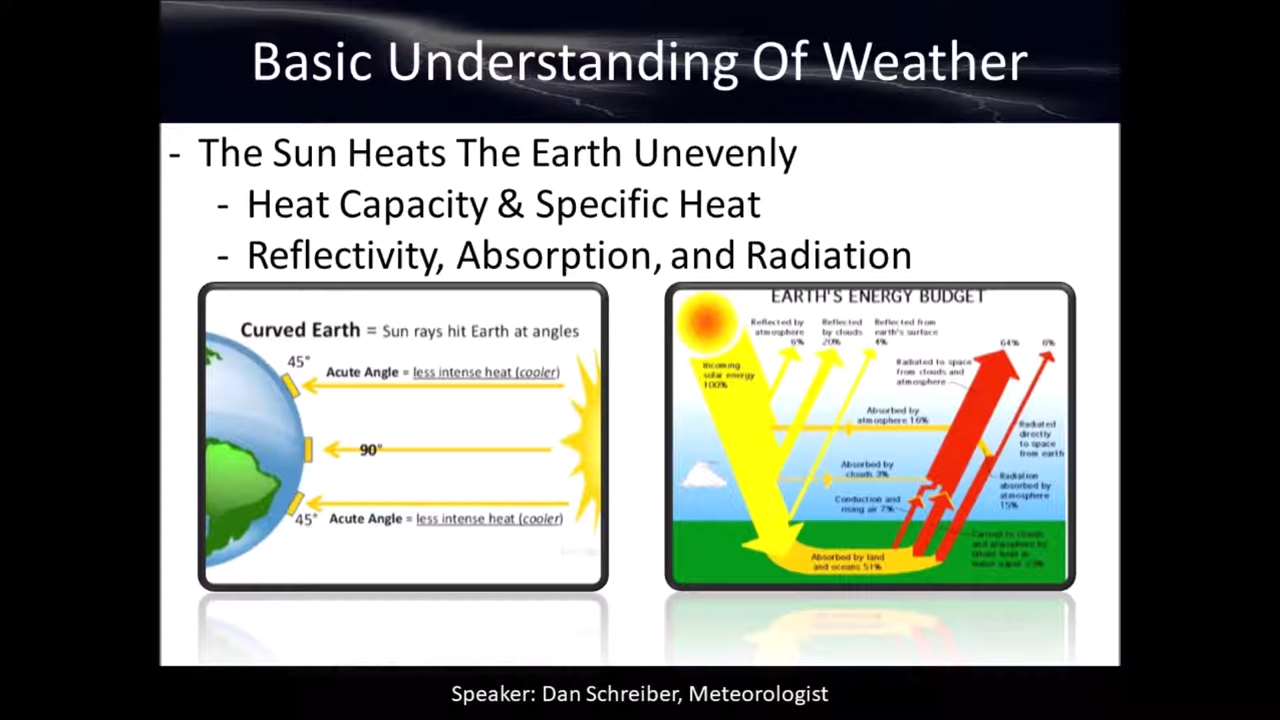 Basic Understanding Of Weather
- The Sun Heats The Earth Unevenly
- Heat Capacity & Specific Heat
- Reflectivity, Absorption, and Radiation
Curved Earth = Sun rays hit Earth at angles
45°
Acute Angle = less intense heat (cooler)
90°
45°
Acute Angle = less intense heat (cooler)
EARTH'S ENERGY BUDGET
Reflected by
atmosphere
6%
Reflected
by clouds
20%
Reflected from
earth's surface
4%
64%
6%
Incoming
solar energy
100%
Radiated to space
from clouds and
atmosphere
Absorbed by
atmosphere 16%
Radiated
directly
to space
from earth
Absorbed by
clouds 3%
Radiation
absorbed by
atmosphere
15%
Conduction and
rising air 7%
Absorbed by land
and oceans 51%
Speaker: Dan Schreiber, Meteorologist